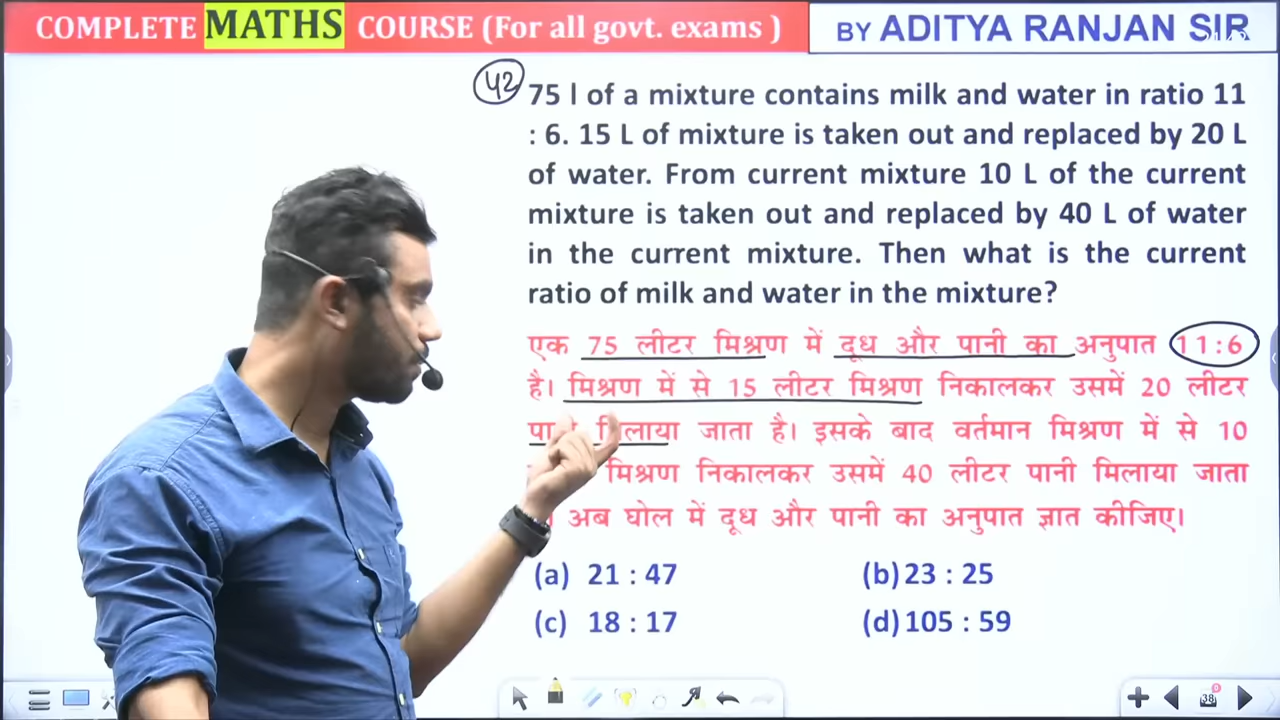 COMPLETE MATHS COURSE (For all govt. exams )
BY ADITYA RANJAN SIR
42
75 l of a mixture contains milk and water in ratio 11
: 6. 15 L of mixture is taken out and replaced by 20 L
of water. From current mixture 10 L of the current
mixture is taken out and replaced by 40 L of water
in the current mixture. Then what is the current
ratio of milk and water in the mixture?
एक 75 लीटर मिश्रण में दूध और पानी का अनुपात 11:6
है। मिश्रण में से 15 लीटर मिश्रण निकालकर उसमें 20 लीटर
जाता है। इसके बाद वर्तमान मिश्रण में से 10
मिश्रण निकालकर उसमें 40 लीटर पानी मिलाया जाता
अब घोल में दूध और पानी का अनुपात ज्ञात कीजिए।
(a) 21 : 47
(b) 23 : 25
(c) 18 : 17
(d) 105 : 59
38